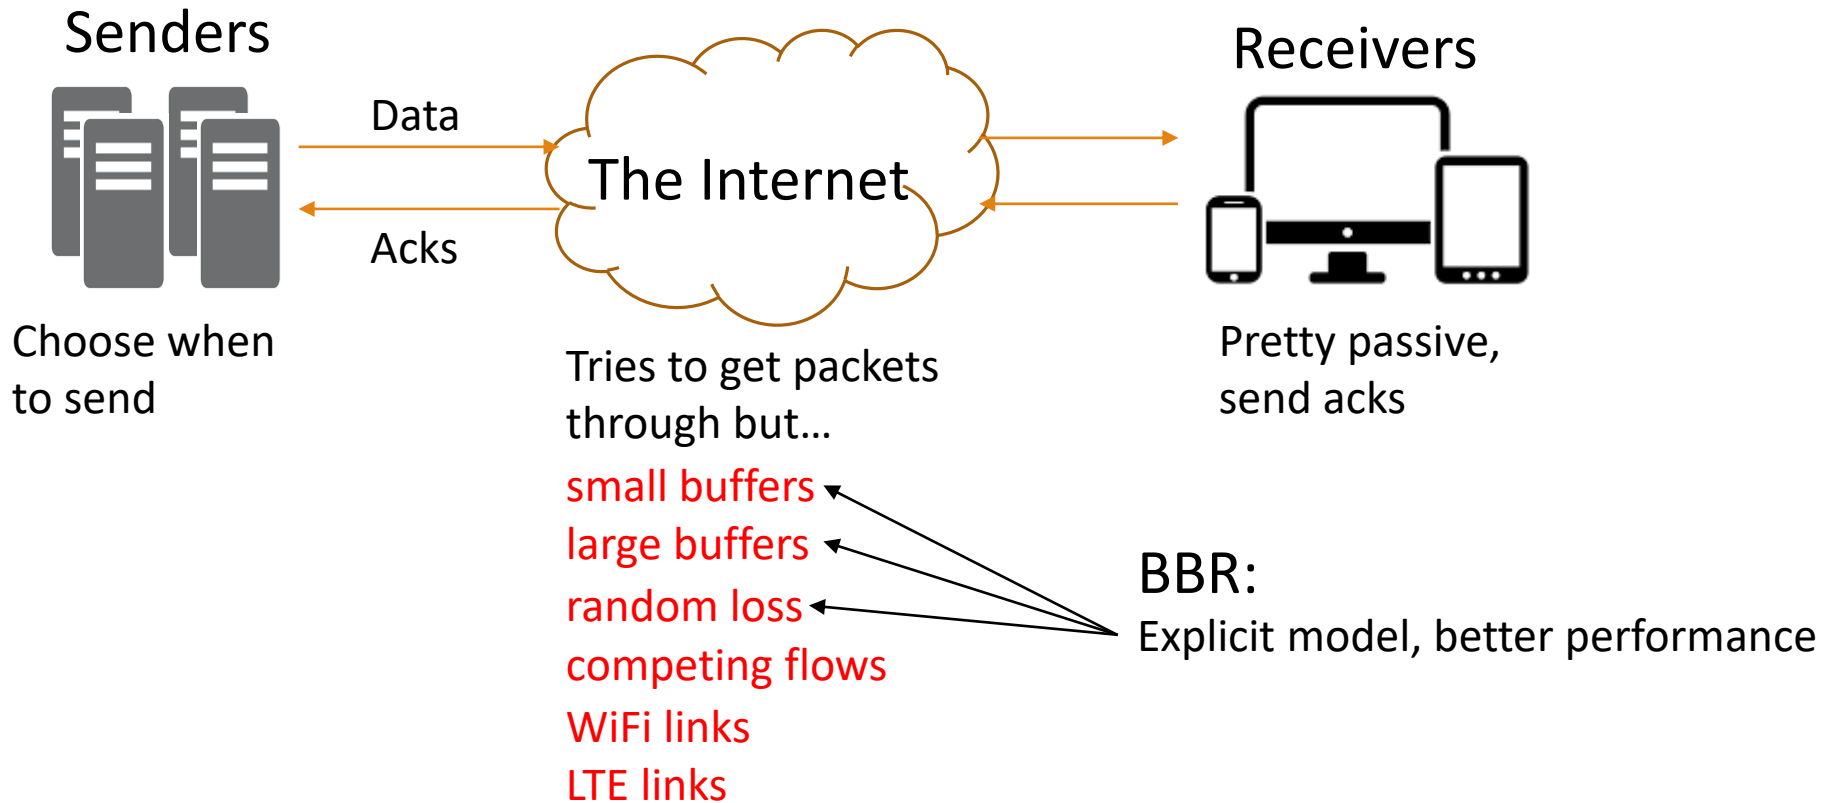 Senders
Data
Acks
Choose when
to send
The Internet
Tries to get packets
through but…
small buffers
large buffers
random loss
competing flows
WiFi links
LTE links
Receivers
Pretty passive,
send acks
BBR:
Explicit model, better performance